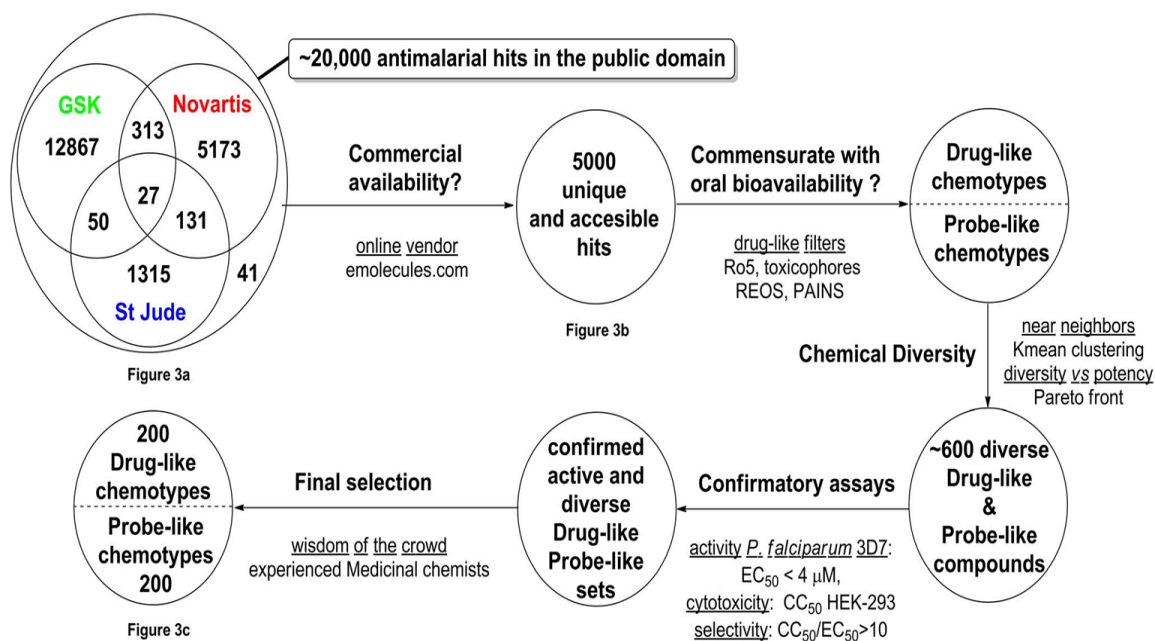 ~20,000 antimalarial hits in the public domain
GSK
Novartis
12867
313
5173
27
50
131
1315
41
St Jude
Figure 3a
Commercial
availability?
online vendor
emolecules.com
5000
unique
and accesible
hits
Figure 3b
Commensurate with
oral bioavailability ?
drug-like filters
Ro5, toxicophores
REOS, PAINS
Drug-like
chemotypes
Probe-like
chemotypes
Chemical Diversity
near neighbors
Kmean clustering
diversity vs potency
Pareto front
~600 diverse
Drug-like
&
Probe-like
compounds
Confirmatory assays
activity P. falciparum 3D7:
EC50 < 4 μM,
cytotoxicity: CC50 HEK-293
selectivity: CC50/EC50>10
confirmed
active and
diverse
Drug-like
Probe-like
sets
Final selection
wisdom of the crowd
experienced Medicinal chemists
200
Drug-like
chemotypes
Probe-like
chemotypes
200
Figure 3c